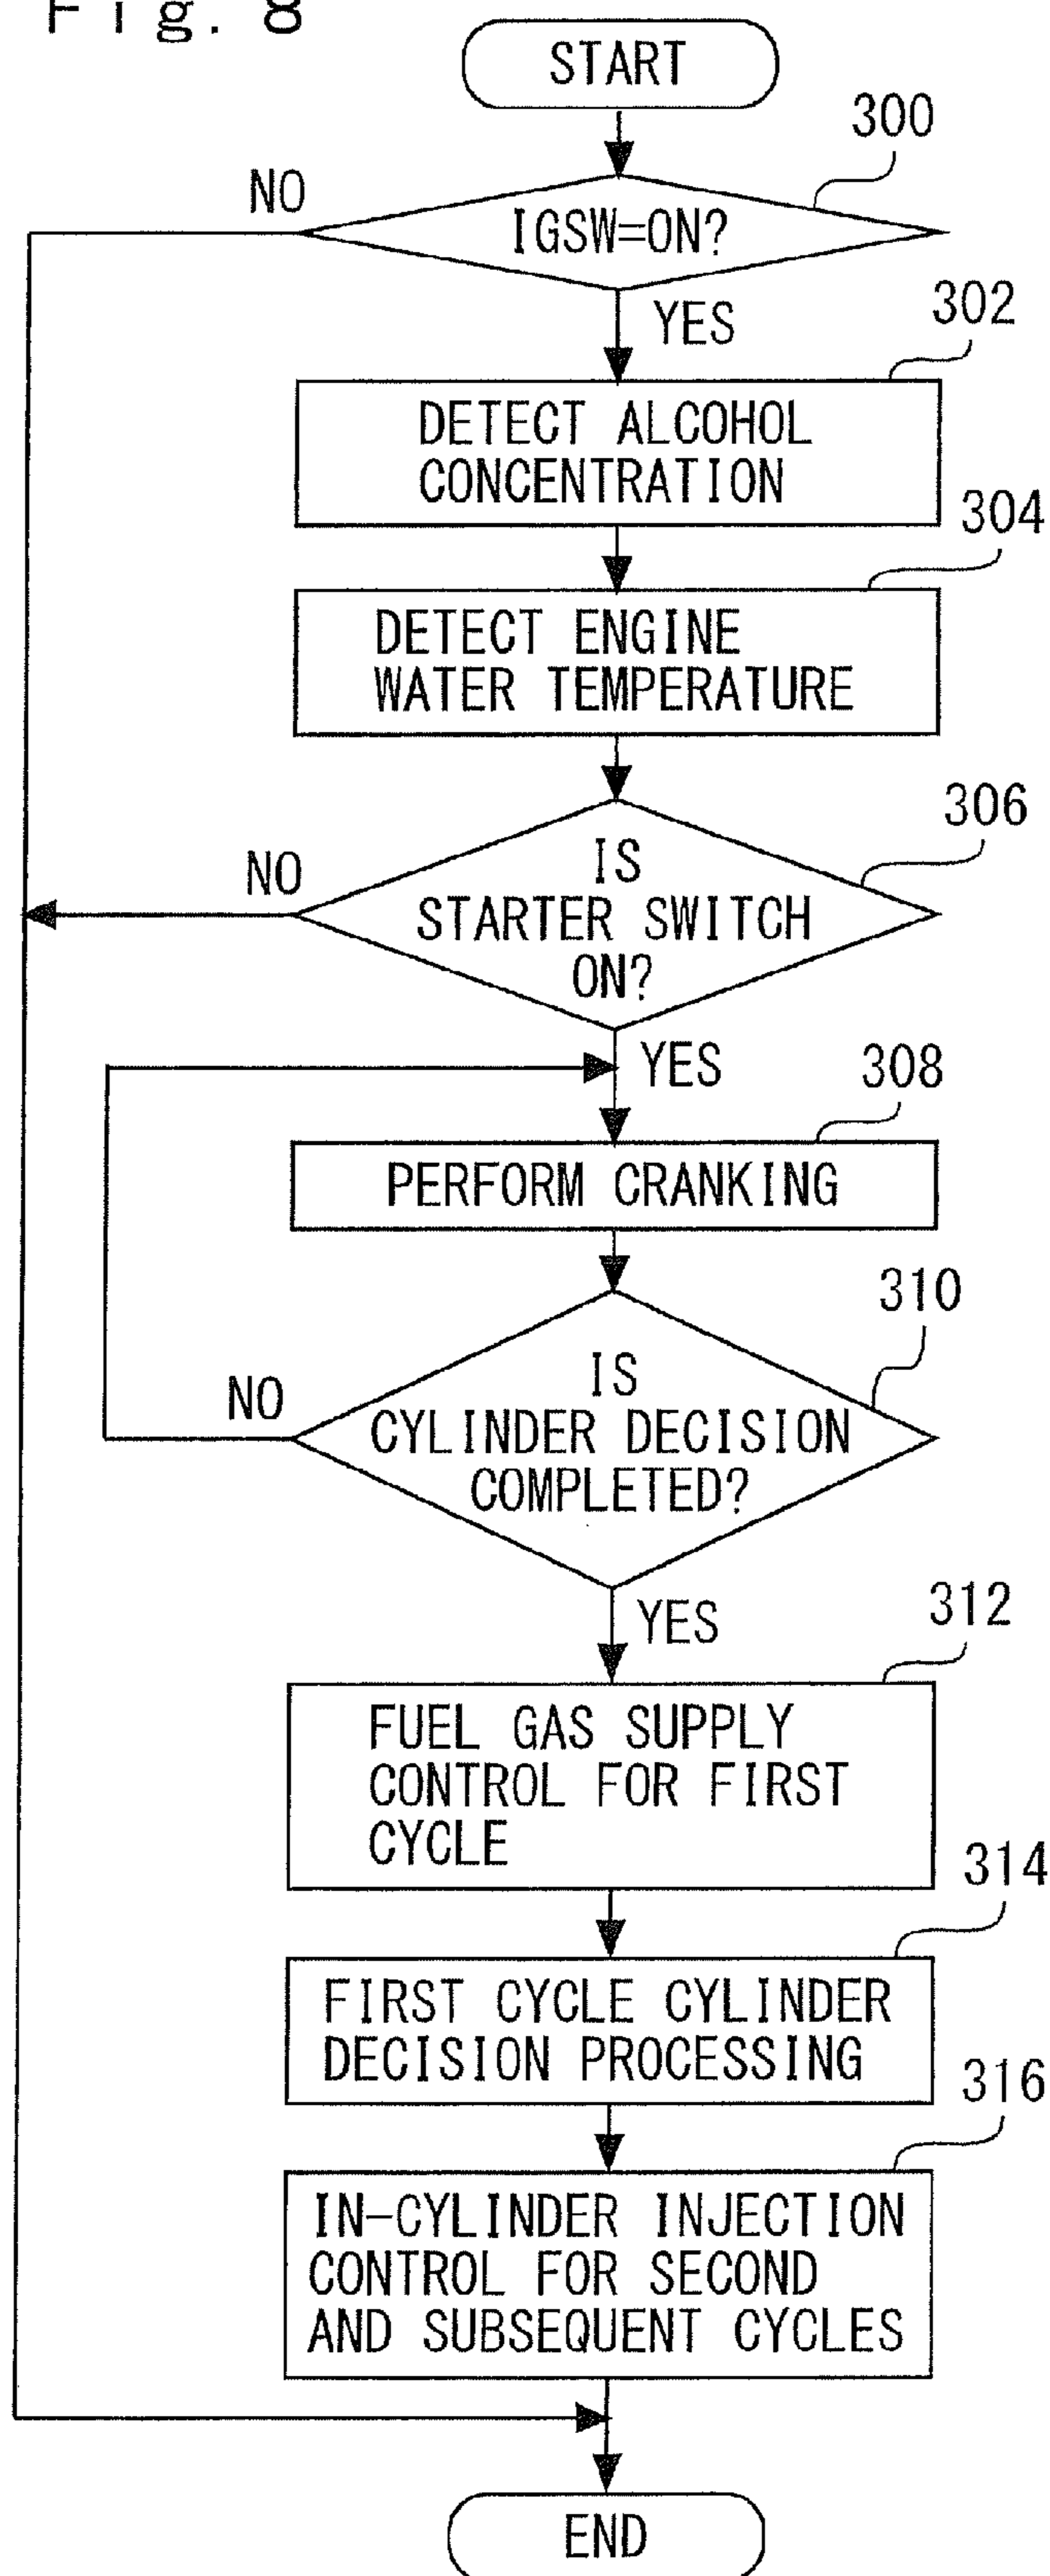 Fig. 8
START
300
NO
IGSW=ON?
YES
302
DETECT ALCOHOL
CONCENTRATION
304
DETECT ENGINE
WATER TEMPERATURE
306
NO
IS
STARTER SWITCH
ON?
YES
308
PERFORM CRANKING
310
NO
IS
CYLINDER DECISION
COMPLETED?
YES
312
FUEL GAS SUPPLY
CONTROL FOR FIRST
CYCLE
314
FIRST CYCLE CYLINDER
DECISION PROCESSING
316
IN-CYLINDER INJECTION
CONTROL FOR SECOND
AND SUBSEQUENT CYCLES
END